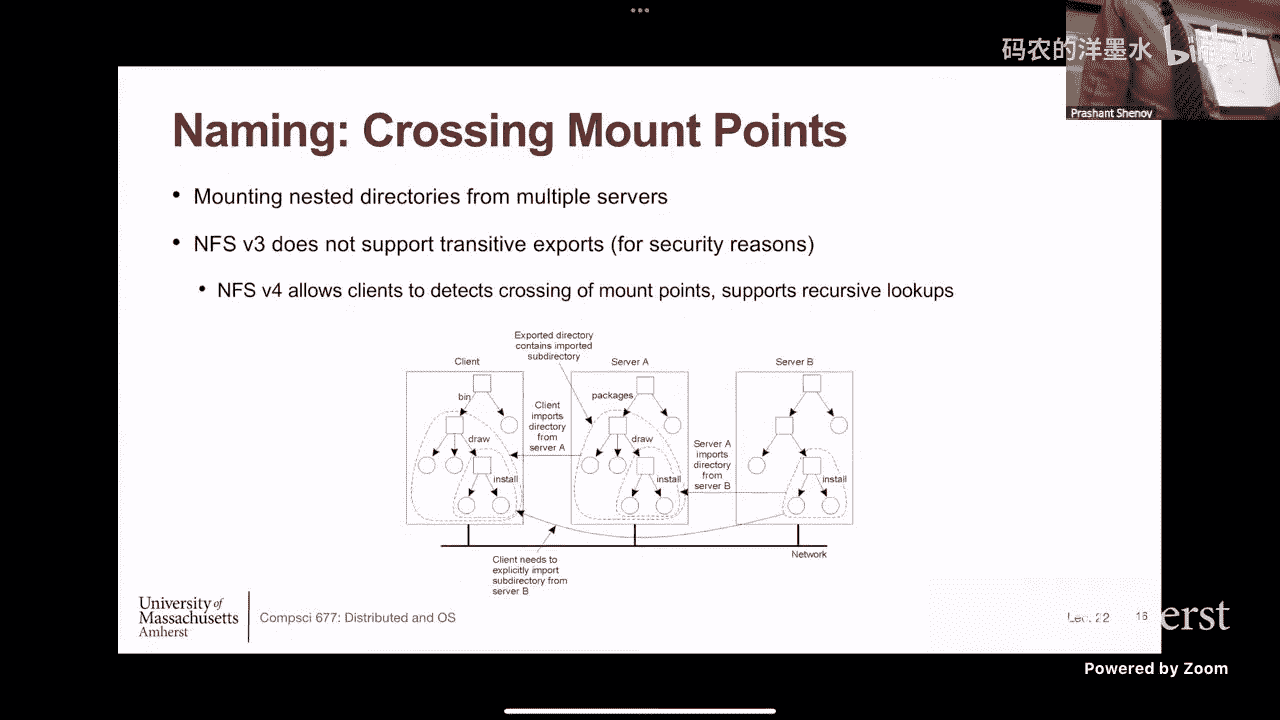 码农的洋墨水
Prashant Shenoy
Naming: Crossing Mount Points
• Mounting nested directories from multiple servers
• NFS v3 does not support transitive exports (for security reasons)
• NFS v4 allows clients to detects crossing of mount points, supports recursive lookups
Exported directory
contains imported
subdirectory
Client
Server A
Server B
bin
packages
Client
imports
directory
from
server A
draw
draw
Server A
imports
directory
from
server B
install
install
install
Network
Client needs to
explicitly import
subdirectory from
server B
University of
Massachusetts
Amherst
Compsci 677: Distributed and OS
Lec. 22
16
erst
Powered by Zoom